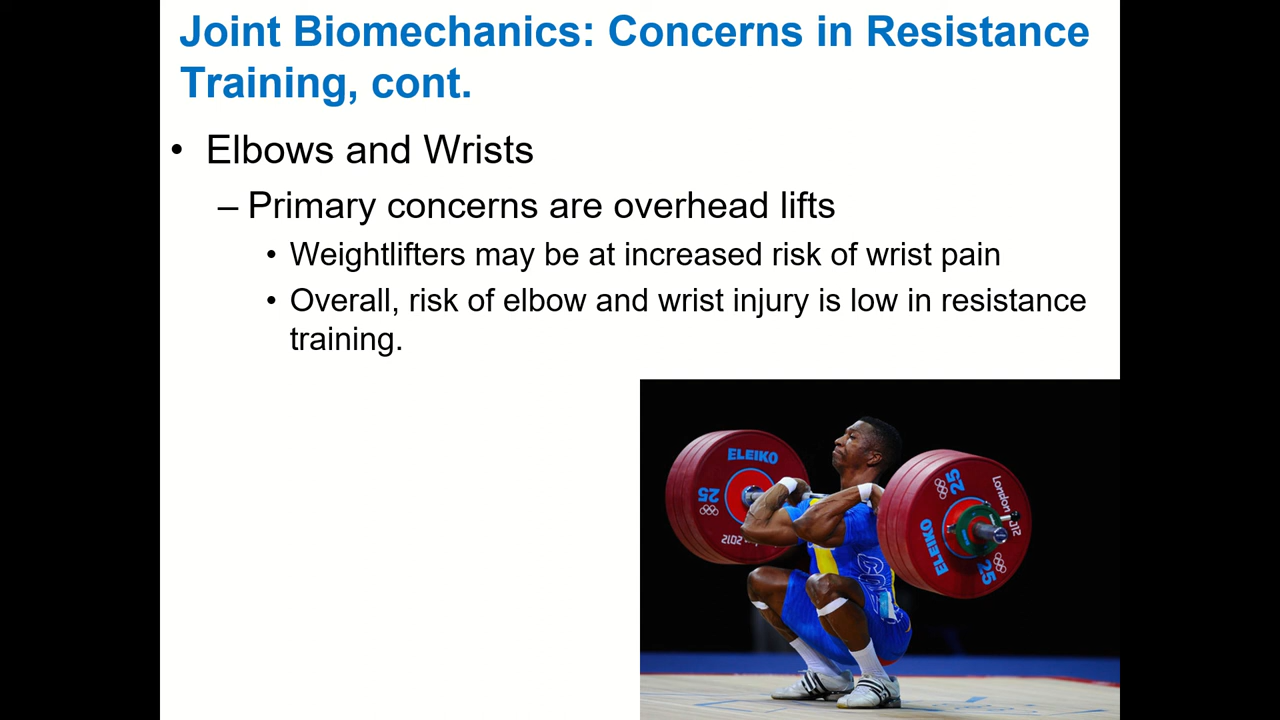 Joint Biomechanics: Concerns in Resistance
Training, cont.
• Elbows and Wrists
– Primary concerns are overhead lifts
• Weightlifters may be at increased risk of wrist pain
• Overall, risk of elbow and wrist injury is low in resistance
training.
ELEIKO
25
2012
25
London 2012
ELEIKO
25